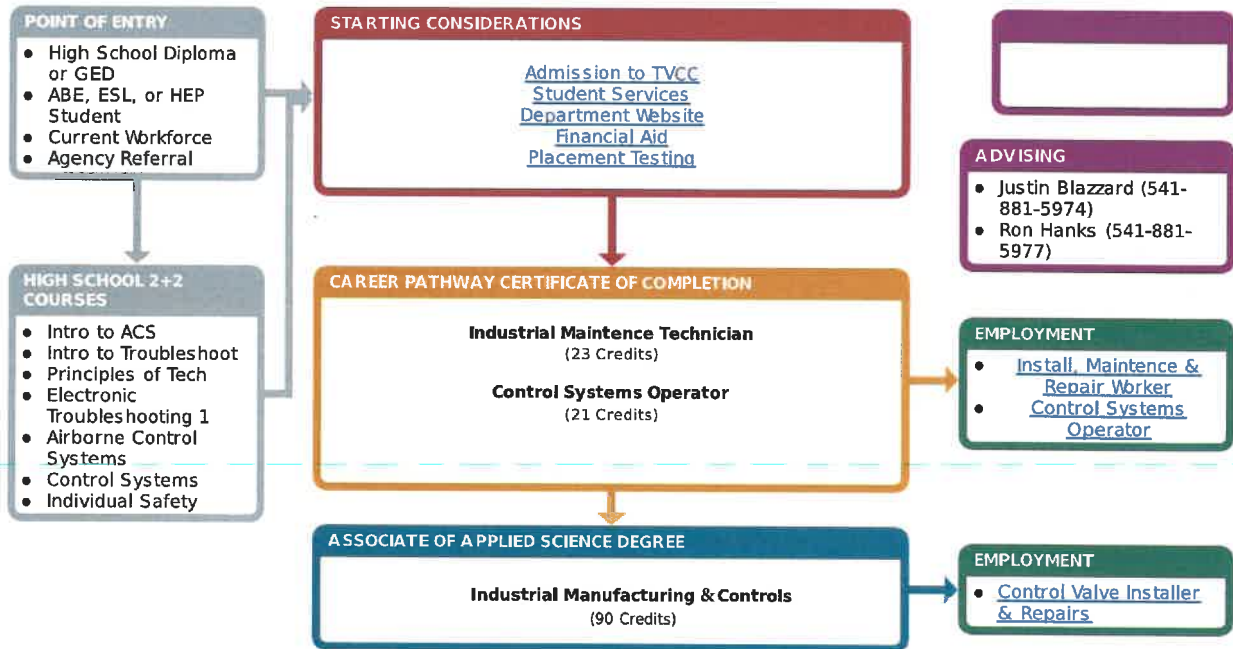 POINT OF ENTRY
● High School Diploma
or GED
● ABE, ESL, or HEP
Student
● Current Workforce
● Agency Referral
HIGH SCHOOL 2+2
COURSES
● Intro to ACS
● Intro to Troubleshoot
● Principles of Tech
● Electronic
Troubleshooting 1
● Airborne Control
Systems
● Control Systems
● Individual Safety
STARTING CONSIDERATIONS
Admission to TVCC
Student Services
Department Website
Financial Aid
Placement Testing
CAREER PATHWAY CERTIFICATE OF COMPLETION
Industrial Maintence Technician
(23 Credits)
Control Systems Operator
(21 Credits)
ASSOCIATE OF APPLIED SCIENCE DEGREE
Industrial Manufacturing & Controls
(90 Credits)
ADVISING
● Justin Blazzard (541-
881-5974)
● Ron Hanks (541-881-
5977)
EMPLOYMENT
● Install, Maintence &
Repair Worker
● Control Systems
Operator
EMPLOYMENT
● Control Valve Installer
& Repairs